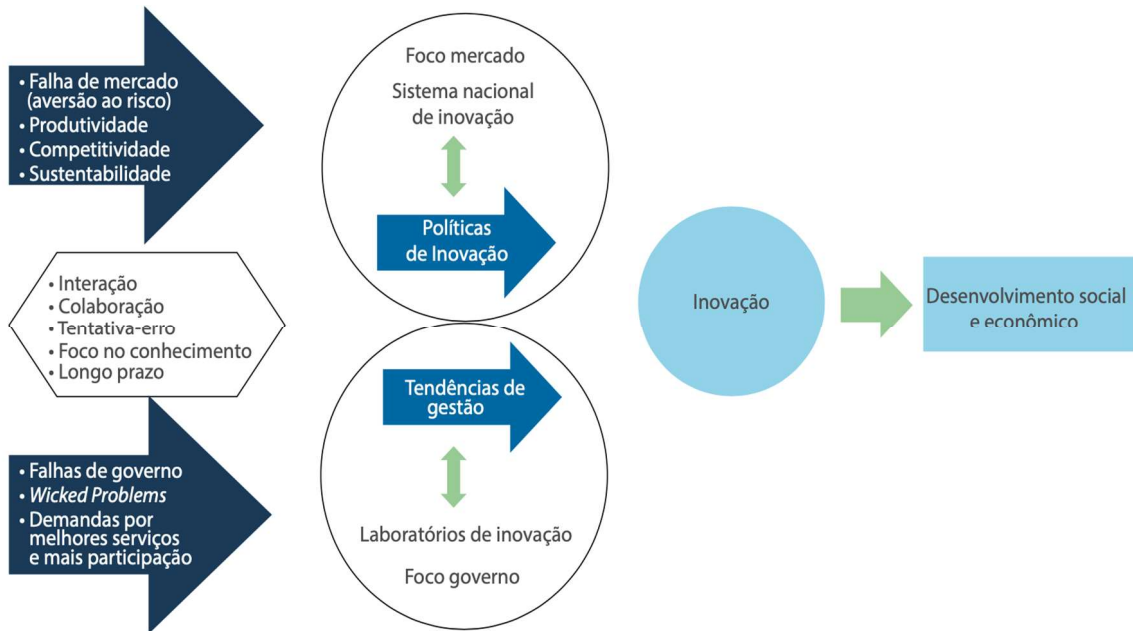 • Falha de mercado
(aversão ao risco)
• Produtividade
• Competitividade
• Sustentabilidade
• Interação
• Colaboração
• Tentativa-erro
• Foco no conhecimento
• Longo prazo
• Falhas de governo
• Wicked Problems
• Demandas por
melhores serviços
e mais participação
Foco mercado
Sistema nacional
de inovação
Políticas
de Inovação
Tendências de
gestão
Laboratórios de inovação
Foco governo
Inovação
Desenvolvimento social
e econômico